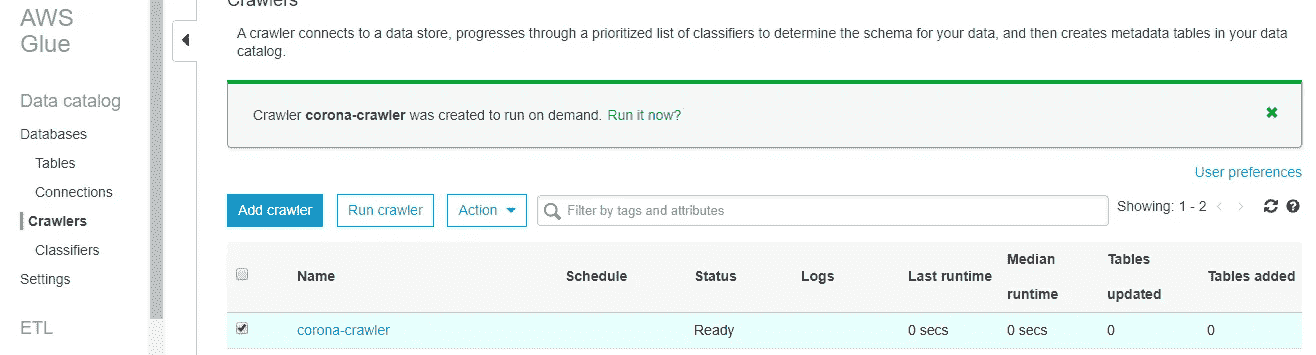 AWS
Glue
Data catalog
Databases
Tables
Connections
Crawlers
Classifiers
Settings
ETL
Crawlers
A crawler connects to a data store, progresses through a prioritized list of classifiers to determine the schema for your data, and then creates metadata tables in your data
catalog.
Crawler corona-crawler was created to run on demand. Run it now?
User preferences
Add crawler Run crawler Action Filter by tags and attributes Showing: 1 - 2
Name Schedule Status Logs Last runtime Median runtime Tables updated Tables added
corona-crawler Ready 0 secs 0 secs 0 0